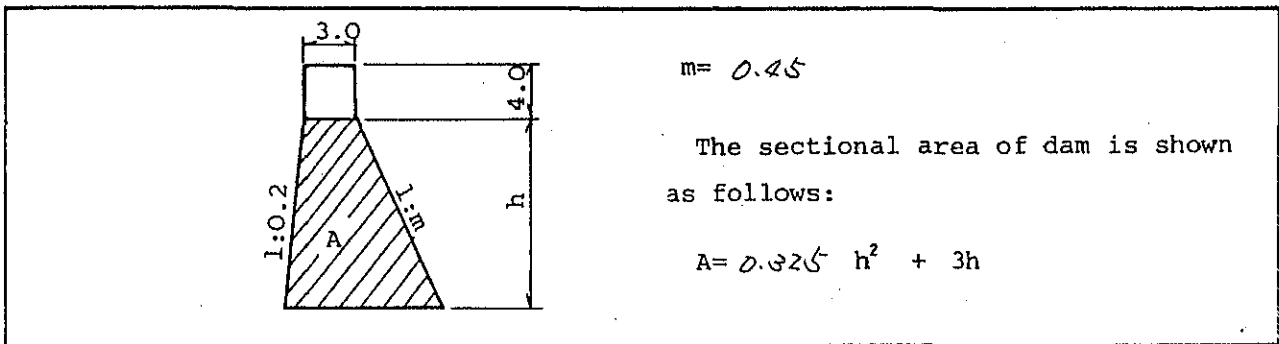 3.0
4.0
h
1:0.2
A
1:m
m= 0.45
The sectional area of dam is shown
as follows:
A= 0.325 h² + 3h